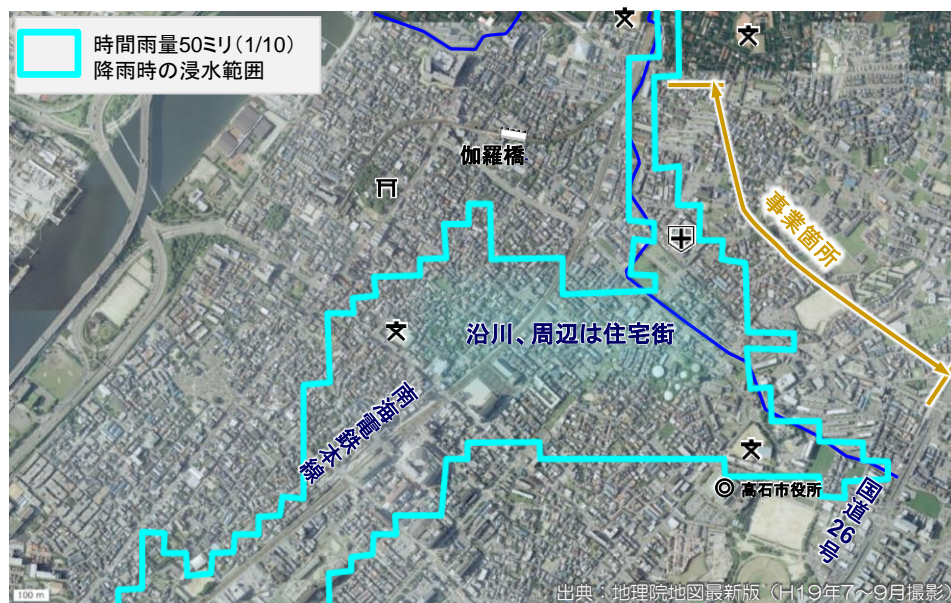 時間雨量50ミリ(1/10)
降雨時の浸水範囲
伽羅橋
事業箇所
沿川、周辺は住宅街
南海電鉄本線
高石市役所
国道26号
100 m
出典：地理院地図最新版（H19年7～9月撮影）